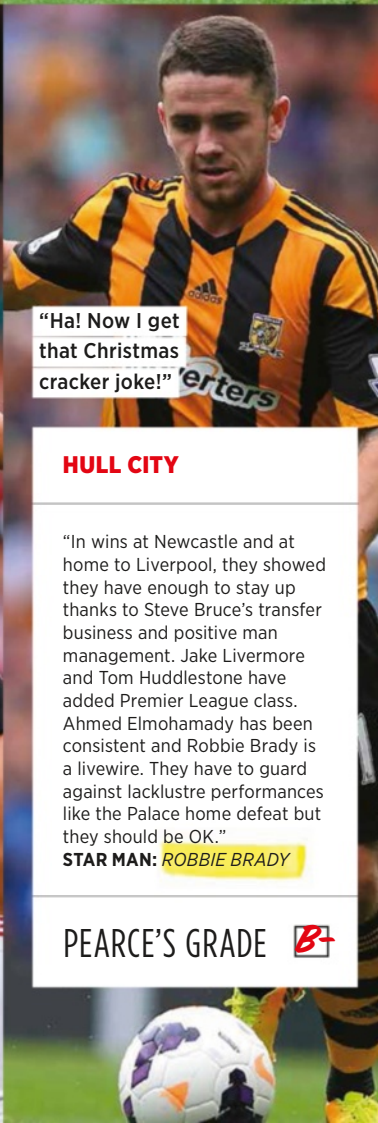 adidas
"Ha! Now I get
that Christmas
cracker joke!"
erters
HULL CITY
"In wins at Newcastle and at
home to Liverpool, they showed
they have enough to stay up
thanks to Steve Bruce's transfer
business and positive man
management. Jake Livermore
and Tom Huddlestone have
added Premier League class.
Ahmed Elmohamady has been
consistent and Robbie Brady is
a livewire. They have to guard
against lacklustre performances
like the Palace home defeat but
they should be OK."
STAR MAN: ROBBIE BRADY
PEARCE'S GRADE B-